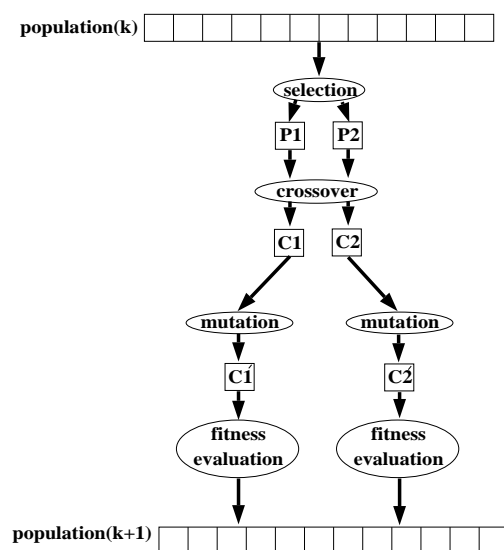 population(k)
selection
P1 P2
crossover
C1 C2
mutation mutation
C1́ C2́
fitness evaluation
fitness evaluation
population(k+1)